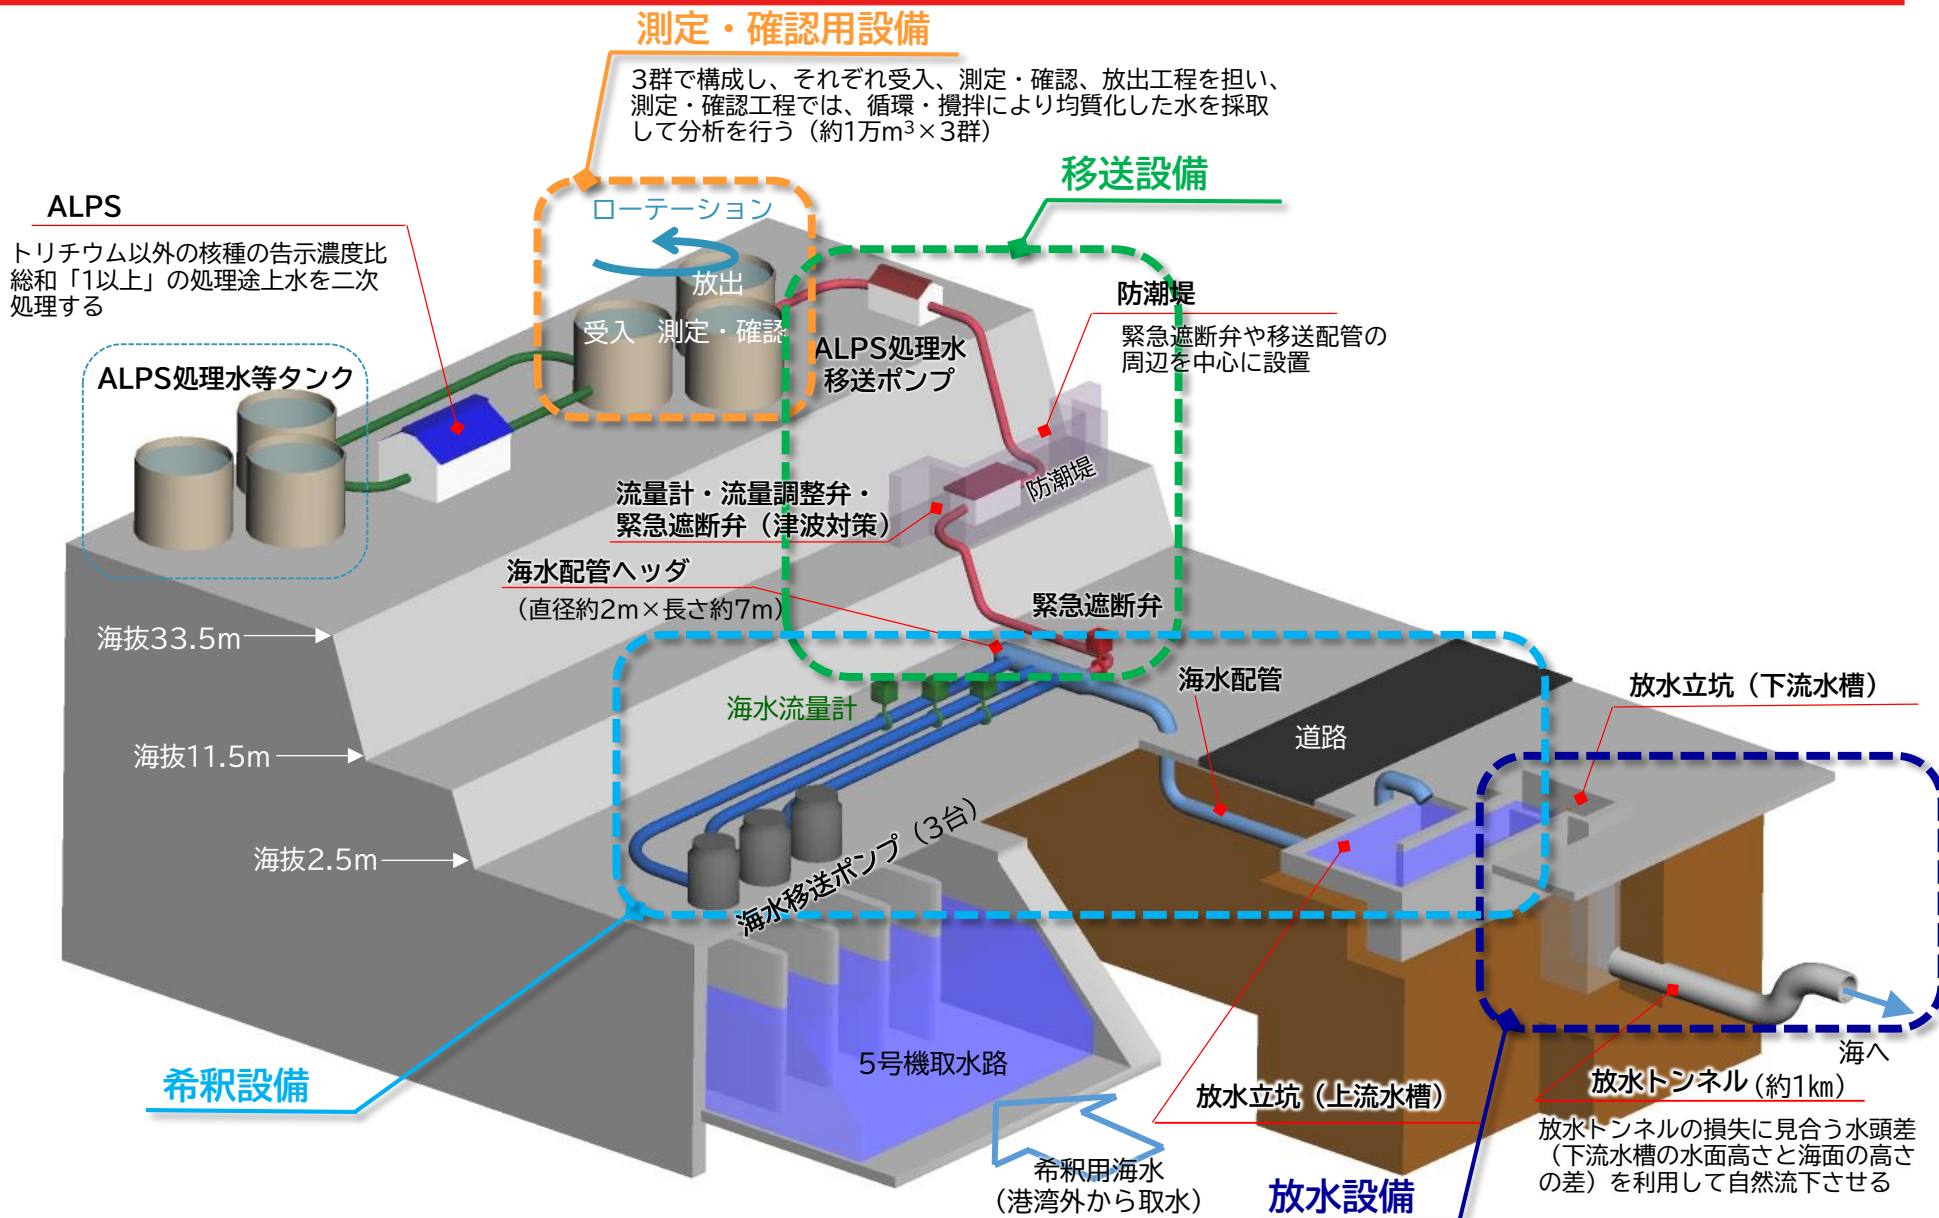 測定・確認用設備
3群で構成し、それぞれ受入、測定・確認、放出工程を担い、
測定・確認工程では、循環・攪拌により均質化した水を採取
して分析を行う（約1万m³×3群）
移送設備
ALPS
トリチウム以外の核種の告示濃度比
総和「1以上」の処理途上水を二次
処理する
ローテーション
放出
受入
測定・確認
防潮堤
緊急遮断弁や移送配管の
周辺を中心に設置
ALPS処理水等タンク
ALPS処理水
移送ポンプ
防潮堤
流量計・流量調整弁・
緊急遮断弁（津波対策）
海水配管ヘッダ
（直径約2m×長さ約7m）
緊急遮断弁
海抜33.5m
海水流量計
海水配管
放水立坑（下流水槽）
道路
海抜11.5m
海抜2.5m
海水移送ポンプ（3台）
5号機取水路
海へ
希釈設備
放水立坑（上流水槽）
放水トンネル（約1km）
放水トンネルの損失に見合う水頭差
（下流水槽の水面高さと海面の高さ
の差）を利用して自然流下させる
希釈用海水
（港湾外から取水）
放水設備